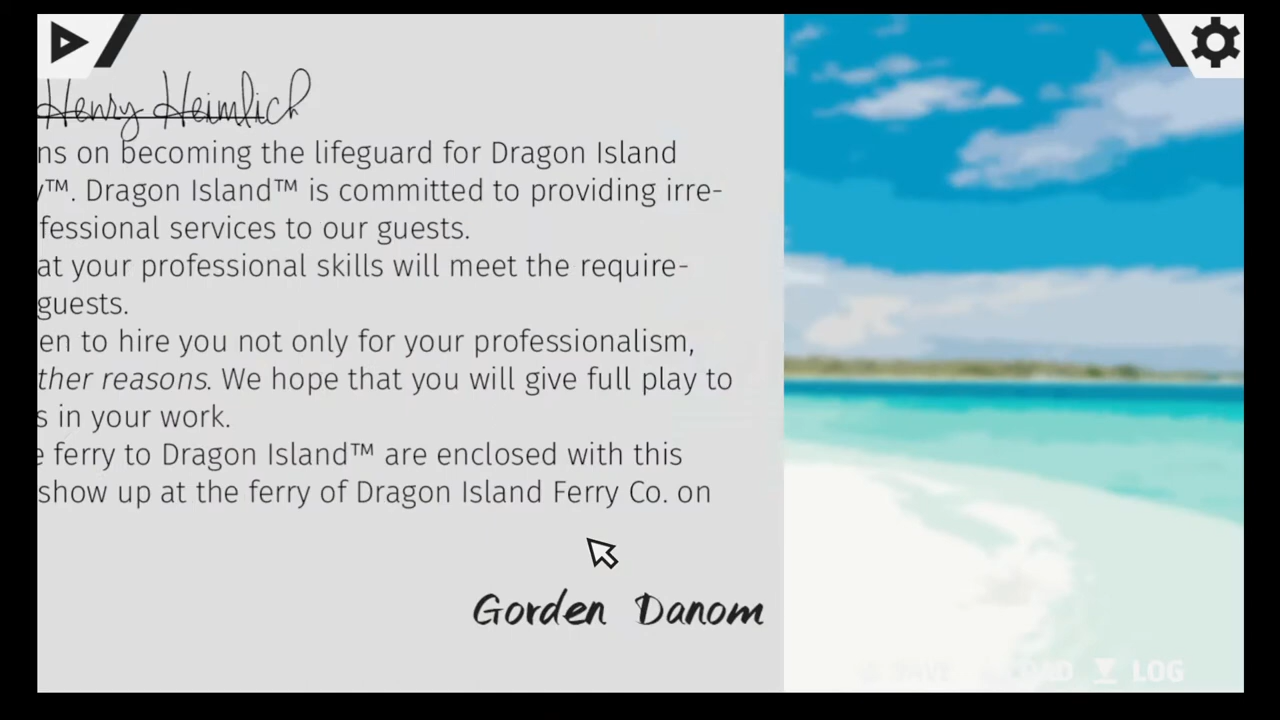 Henry Heimlich
ns on becoming the lifeguard for Dragon Island
y™. Dragon Island™ is committed to providing irre-
fessional services to our guests.
at your professional skills will meet the require-
guests.
en to hire you not only for your professionalism,
ther reasons. We hope that you will give full play to
s in your work.
e ferry to Dragon Island™ are enclosed with this
show up at the ferry of Dragon Island Ferry Co. on
Gorden Danom
SAVE LOAD LOG